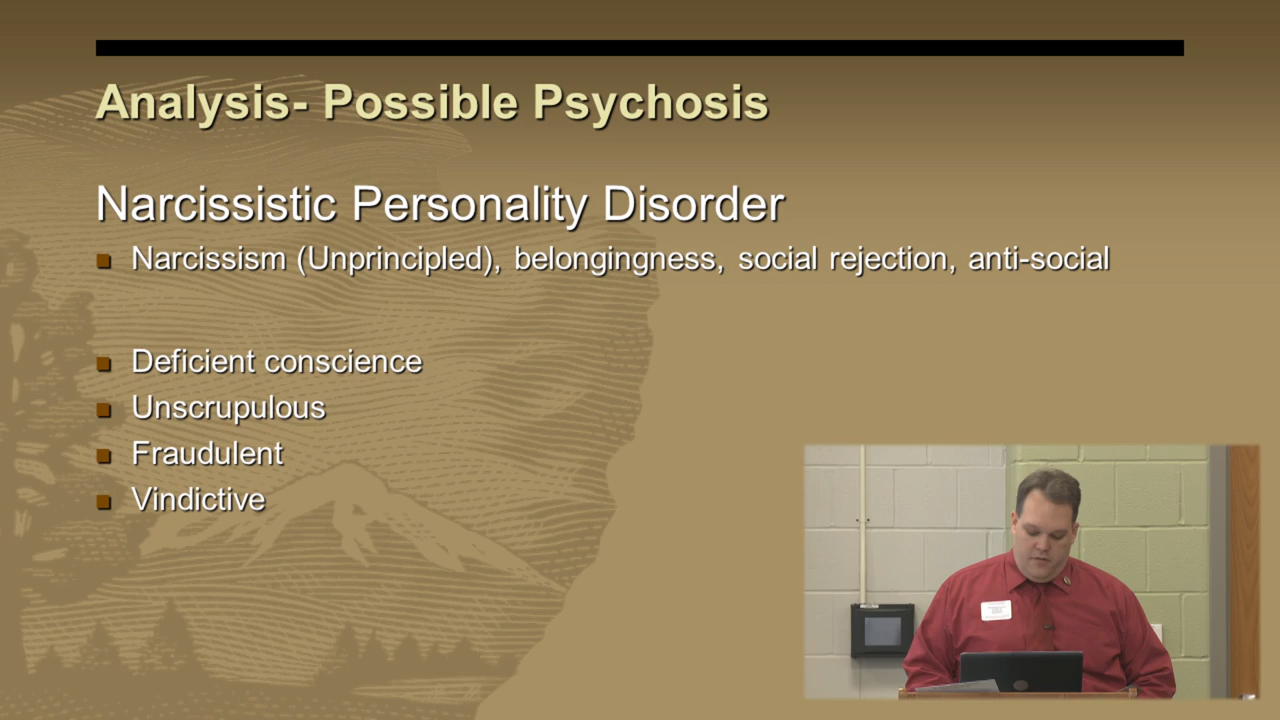 Analysis- Possible Psychosis
Narcissistic Personality Disorder
Narcissism (Unprincipled), belongingness, social rejection, anti-social
Deficient conscience
Unscrupulous
Fraudulent
Vindictive